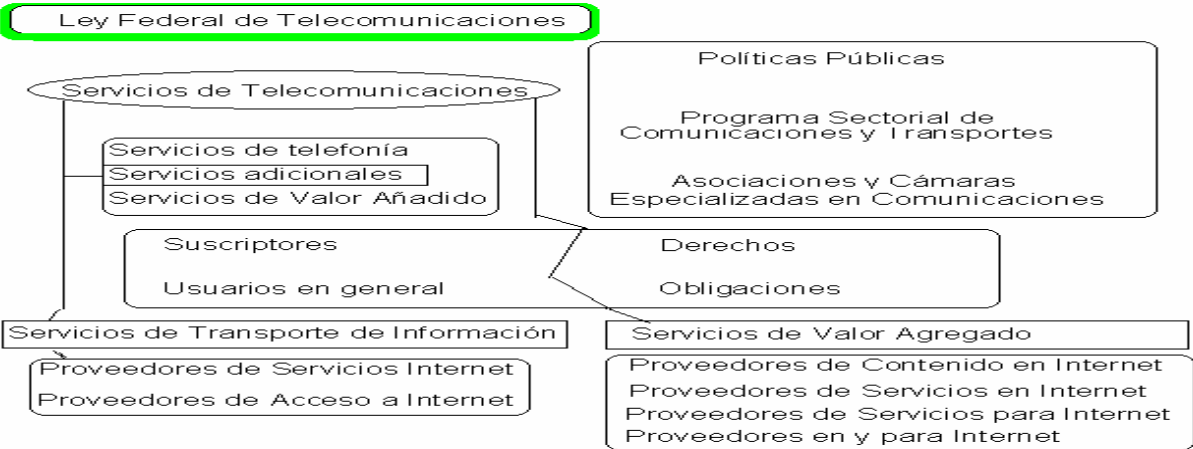 Ley Federal de Telecomunicaciones
Políticas Públicas
Servicios de Telecomunicaciones
Programa Sectorial de
Comunicaciones y Transportes
Servicios de telefonía
Servicios adicionales
Servicios de Valor Añadido
Asociaciones y Cámaras
Especializadas en Comunicaciones
Suscriptores
Derechos
Usuarios en general
Obligaciones
Servicios de Transporte de Información
Servicios de Valor Agregado
Proveedores de Servicios Internet
Proveedores de Acceso a Internet
Proveedores de Contenido en Internet
Proveedores de Servicios en Internet
Proveedores de Servicios para Internet
Proveedores en y para Internet